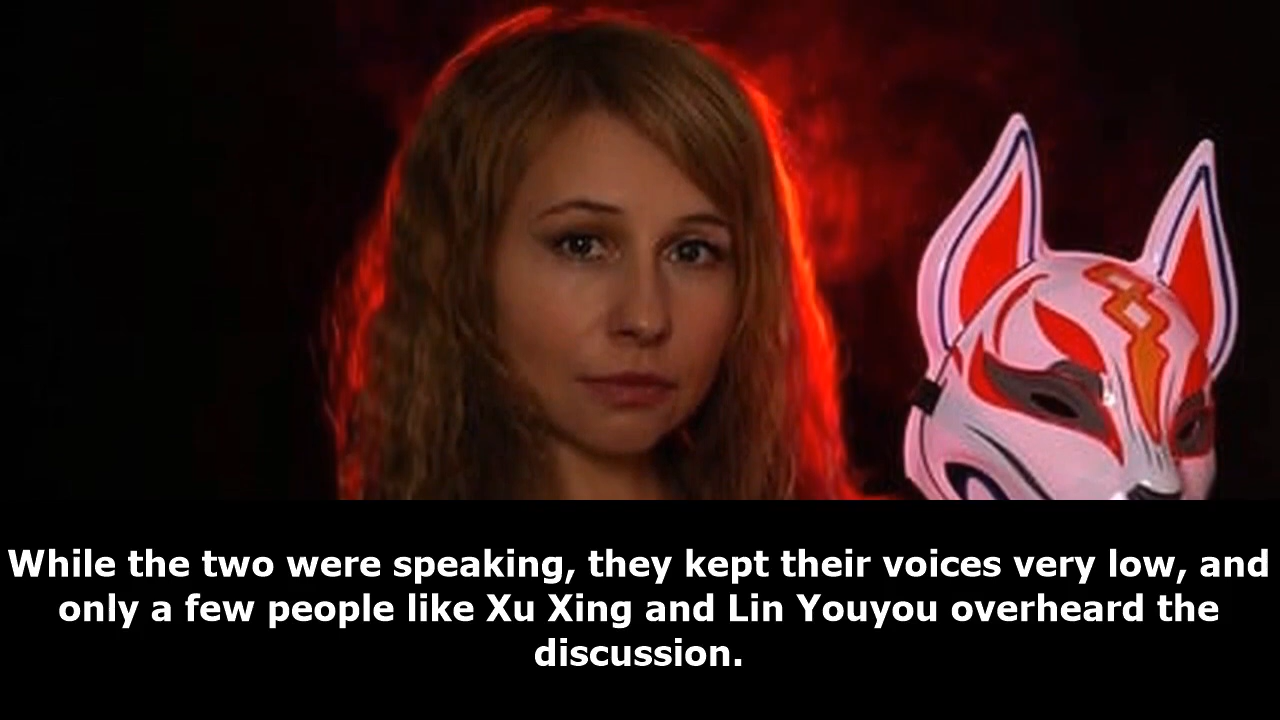 While the two were speaking, they kept their voices very low, and
only a few people like Xu Xing and Lin Youyou overheard the
discussion.